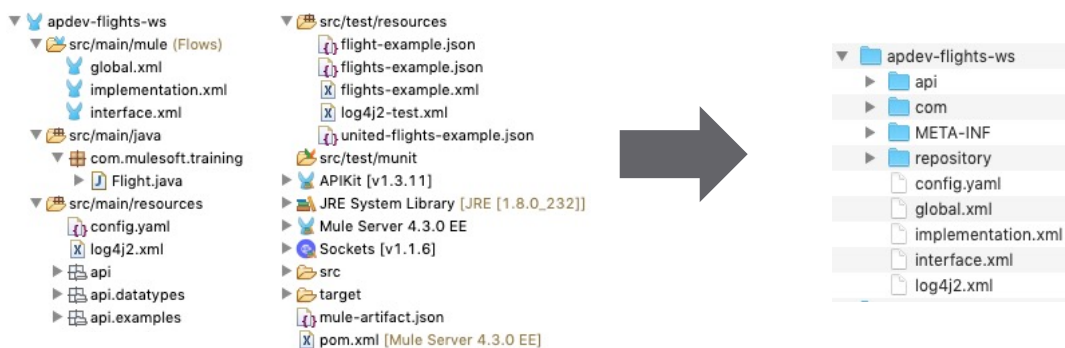 apdev-flights-ws
src/main/mule (Flows)
global.xml
implementation.xml
interface.xml
src/main/java
com.mulesoft.training
Flight.java
src/main/resources
config.yaml
log4j2.xml
api
api.datatypes
api.examples
src/test/resources
flight-example.json
flights-example.json
flights-example.xml
log4j2-test.xml
united-flights-example.json
src/test/munit
APIKit [v1.3.11]
JRE System Library [JRE [1.8.0_232]]
Mule Server 4.3.0 EE
Sockets [v1.1.6]
src
target
mule-artifact.json
pom.xml [Mule Server 4.3.0 EE]
apdev-flights-ws
api
com
META-INF
repository
config.yaml
global.xml
implementation.xml
interface.xml
log4j2.xml